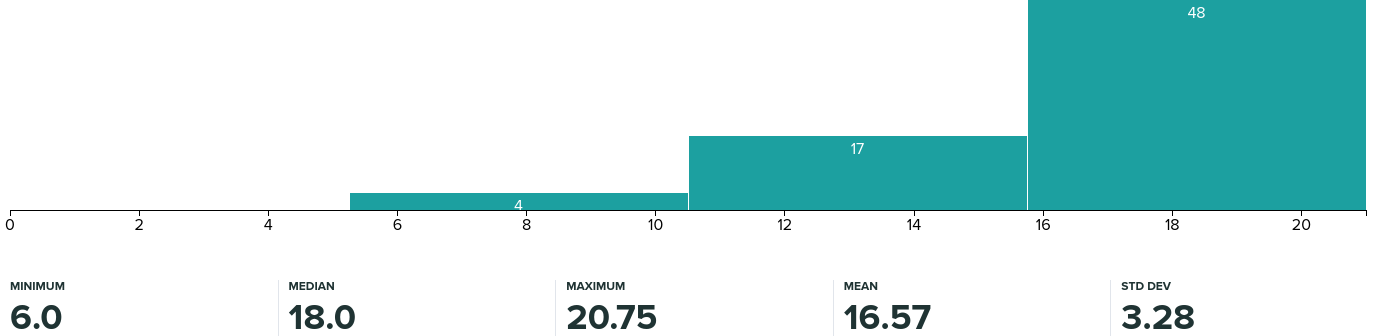 48
17
4
0 2 4 6 8 10 12 14 16 18 20
MINIMUM MEDIAN MAXIMUM MEAN STD DEV
6.0 18.0 20.75 16.57 3.28